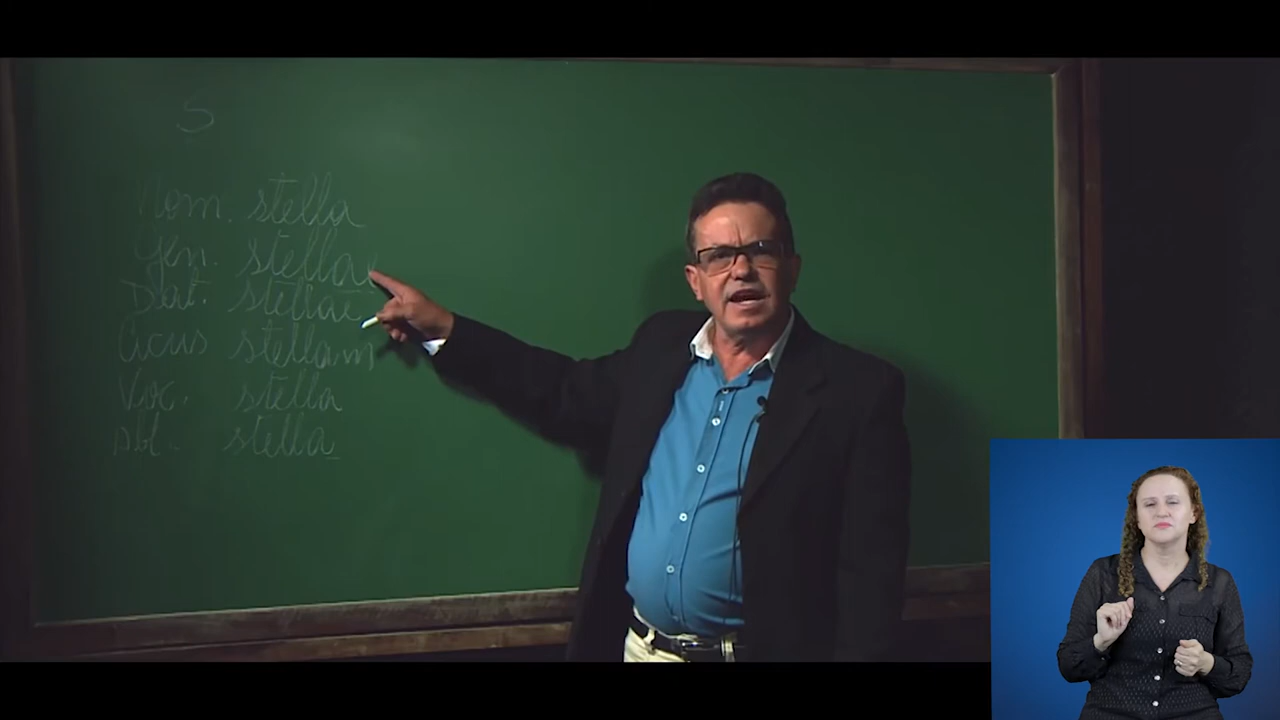 S
Nom. stella
Gen. stellae
Dat. stellae
Acus stellam
Voc. stella
Abl. stella